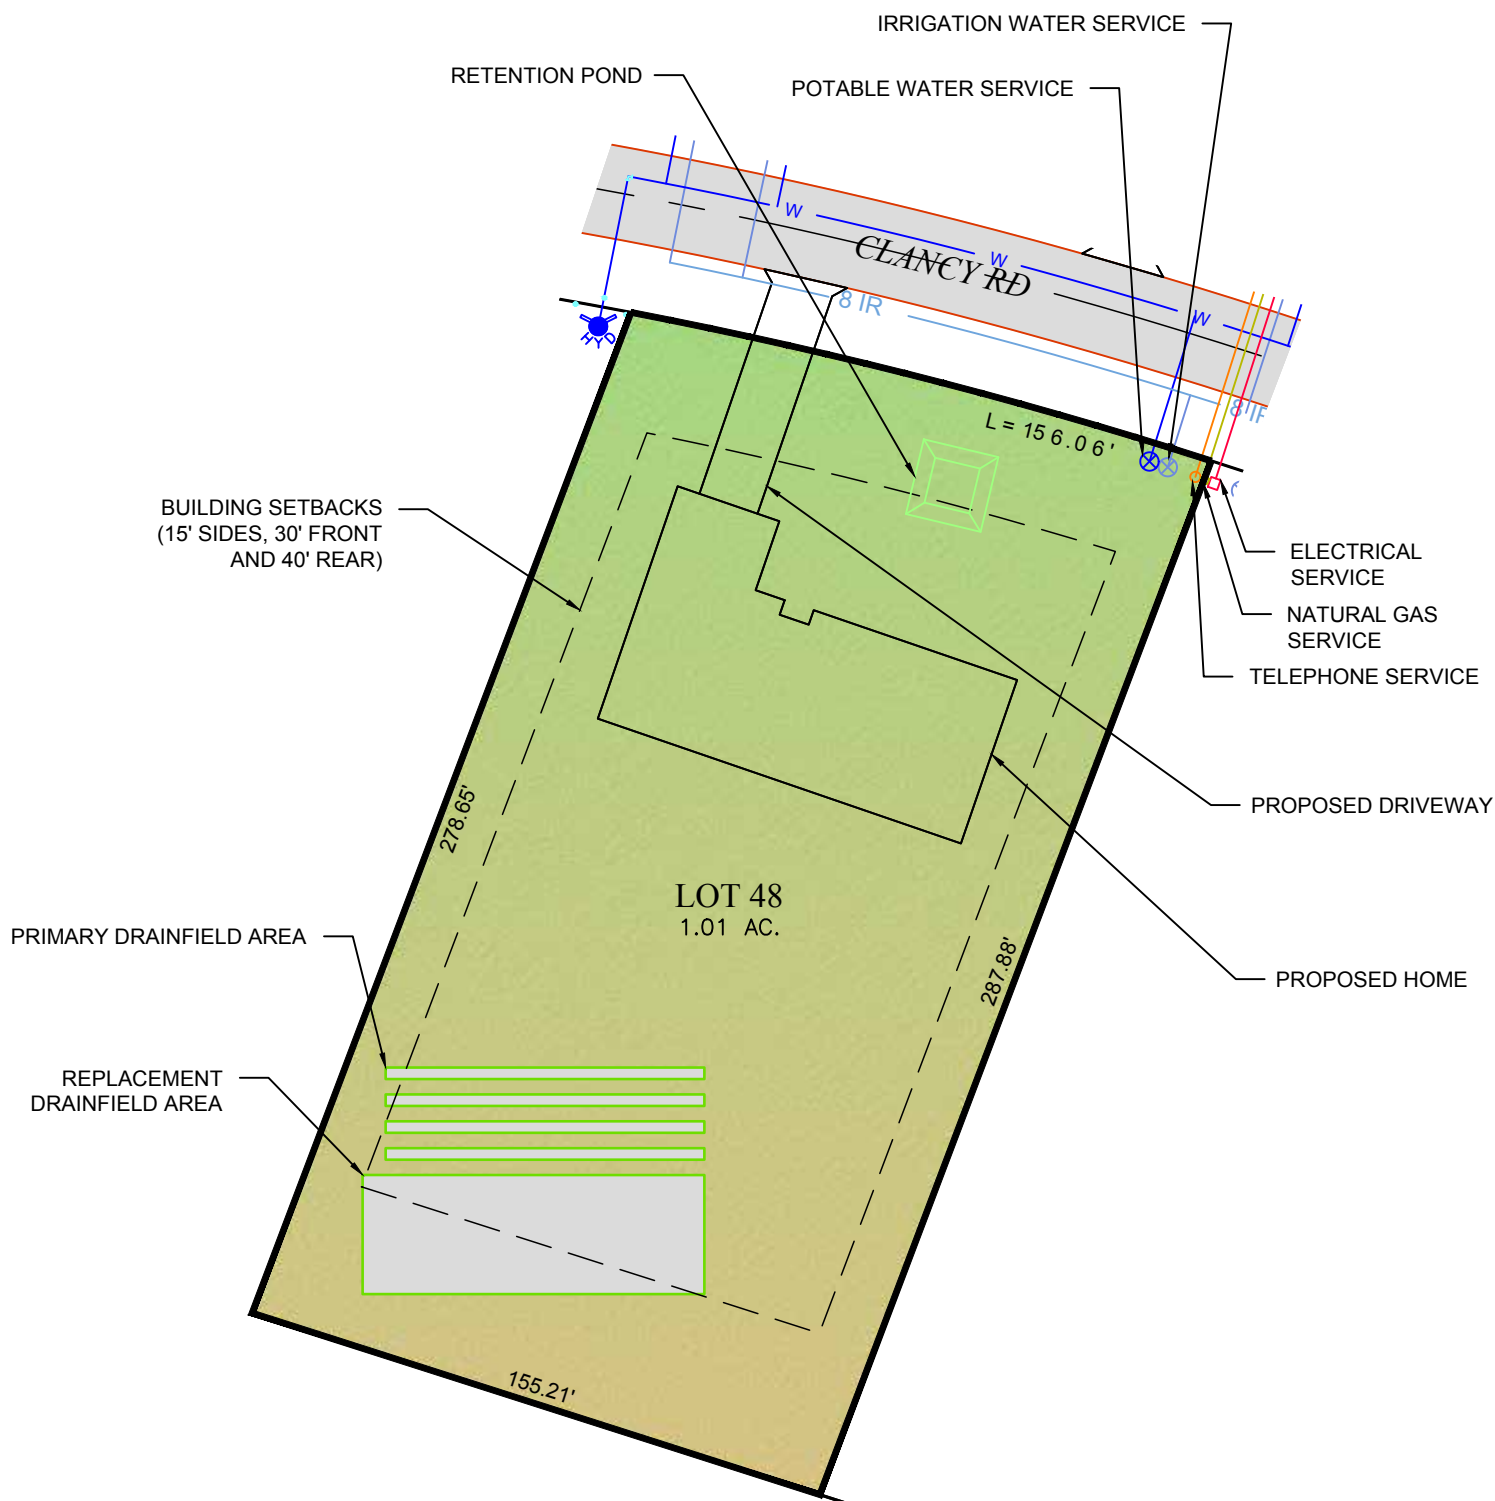 IRRIGATION WATER SERVICE
RETENTION POND
POTABLE WATER SERVICE
W
CLANCY RD
W
W
8 IR
8 IR
HYD
L = 156.06'
BUILDING SETBACKS
(15' SIDES, 30' FRONT
AND 40' REAR)
ELECTRICAL
SERVICE
NATURAL GAS
SERVICE
TELEPHONE SERVICE
278.65'
PROPOSED DRIVEWAY
LOT 48
1.01 AC.
PRIMARY DRAINFIELD AREA
287.88'
PROPOSED HOME
REPLACEMENT
DRAINFIELD AREA
155.21'